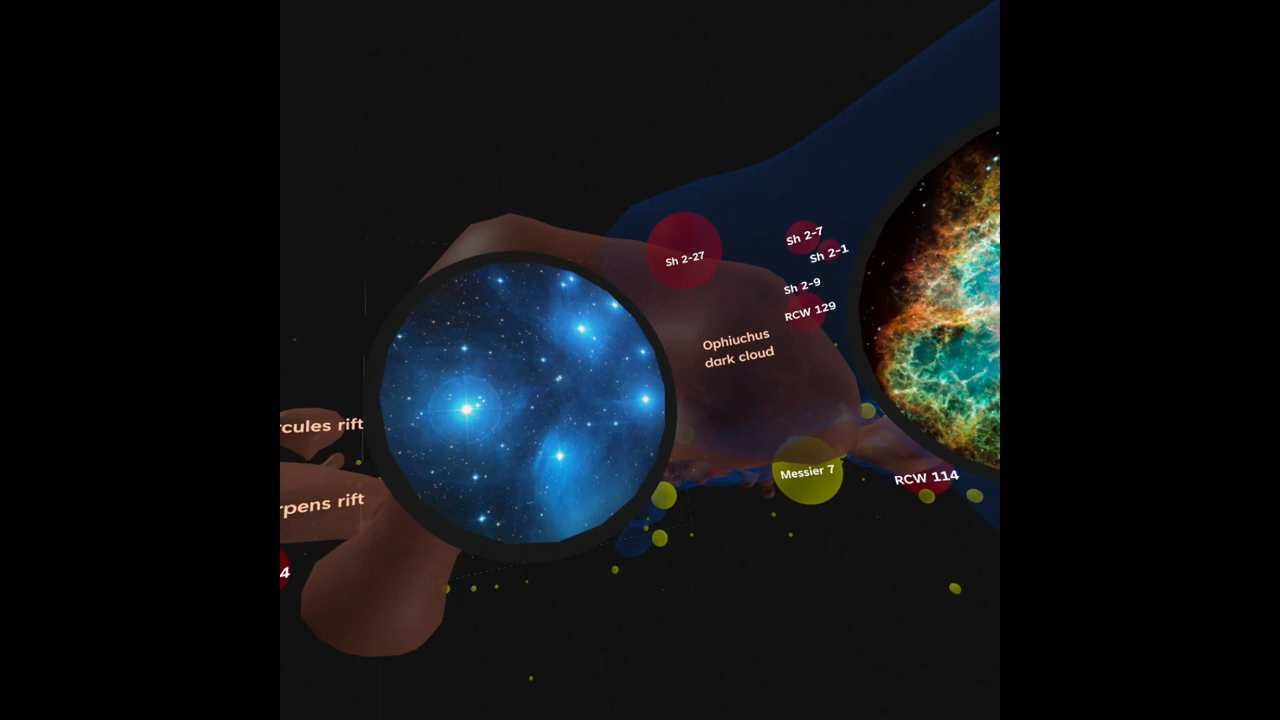 Sh 2-7
Sh 2-1
Sh 2-27
Sh 2-9
RCW 129
Ophiuchus
dark cloud
rcules rift
Messier 7
RCW 114
rpens rift
4